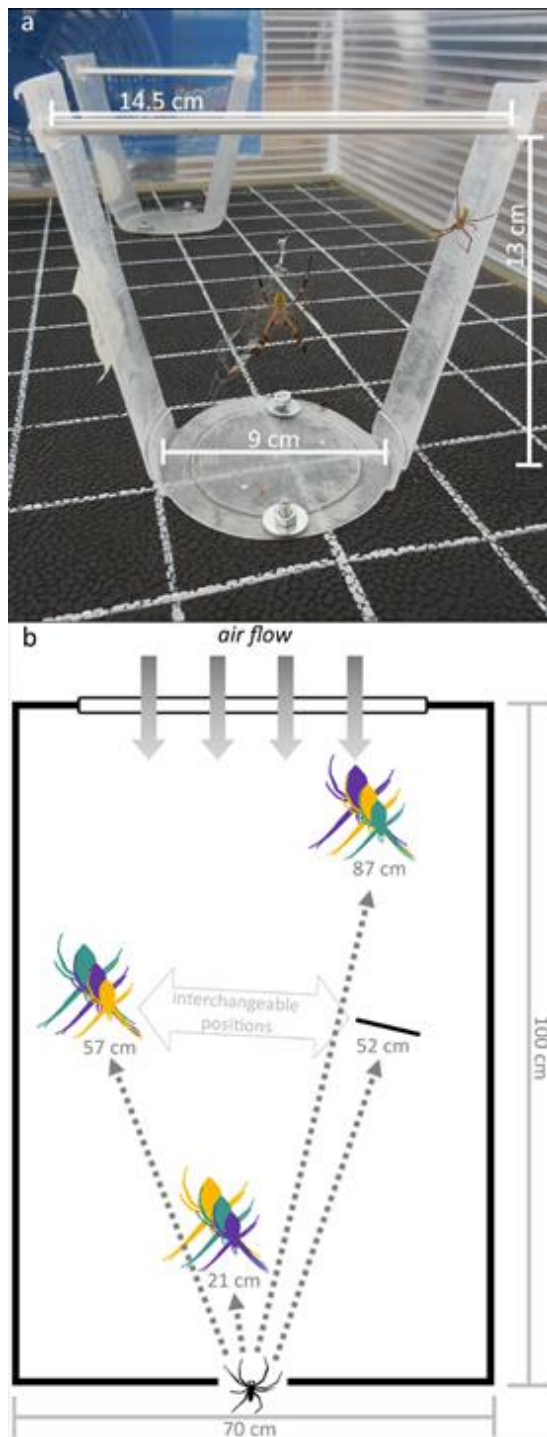 a
14.5 cm
13 cm
9 cm
b
air flow
87 cm
interchangeable
positions
57 cm
52 cm
21 cm
100 cm
70 cm